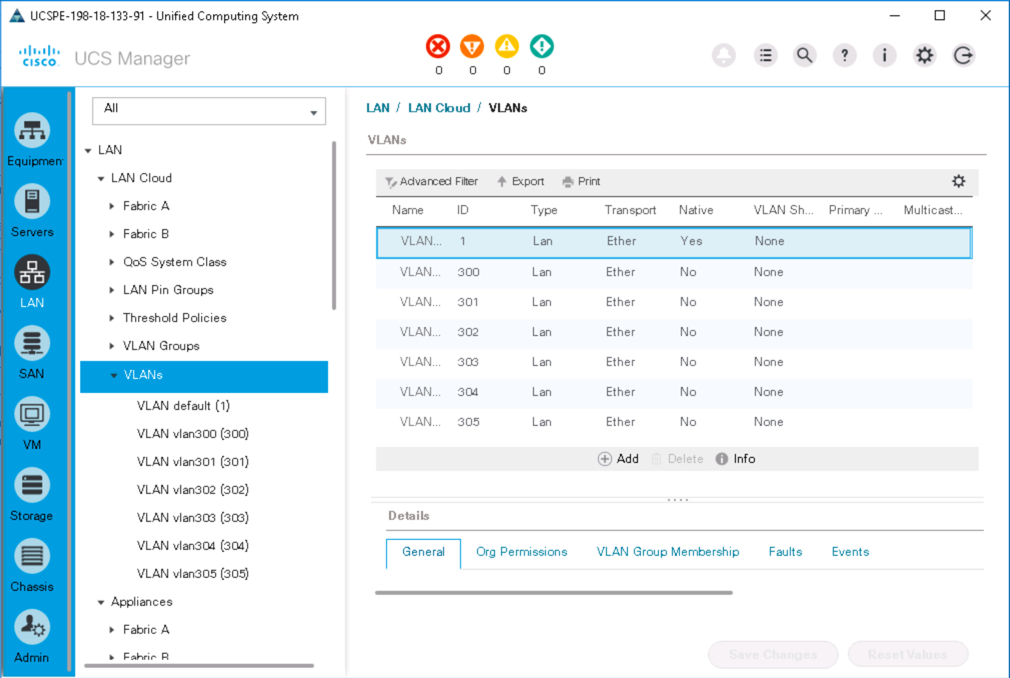 UCSPE-198-18-133-91 - Unified Computing System
cisco. UCS Manager
0 0 0 0
Equipmen
Servers
LAN
SAN
VM
Storage
Chassis
Admin
All
LAN
LAN Cloud
Fabric A
Fabric B
QoS System Class
LAN Pin Groups
Threshold Policies
VLAN Groups
VLANs
VLAN default (1)
VLAN vlan300 (300)
VLAN vlan301 (301)
VLAN vlan302 (302)
VLAN vlan303 (303)
VLAN vlan304 (304)
VLAN vlan305 (305)
Appliances
Fabric A
Fabric B
LAN / LAN Cloud / VLANs
VLANs
Advanced Filter Export Print
Name ID Type Transport Native VLAN Sh... Primary ... Multicast...
VLAN... 1 Lan Ether Yes None
VLAN... 300 Lan Ether No None
VLAN... 301 Lan Ether No None
VLAN... 302 Lan Ether No None
VLAN... 303 Lan Ether No None
VLAN... 304 Lan Ether No None
VLAN... 305 Lan Ether No None
Add Delete Info
Details
General Org Permissions VLAN Group Membership Faults Events
Save Changes Reset Values